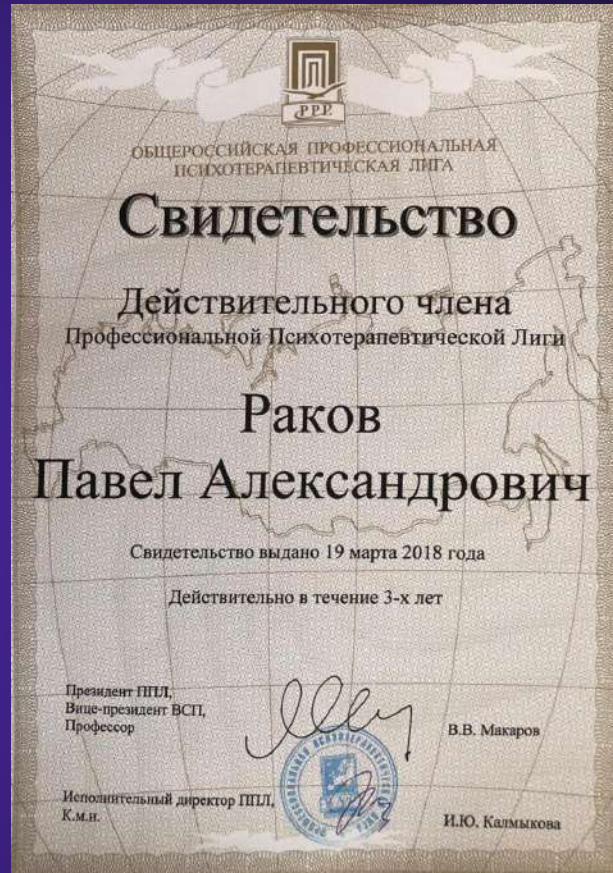 РРР
ОБЩЕРОССИЙСКАЯ ПРОФЕССИОНАЛЬНАЯ
ПСИХОТЕРАПЕВТИЧЕСКАЯ ЛИГА
Свидетельство
Действительного члена
Профессиональной Психотерапевтической Лиги
Раков
Павел Александрович
Свидетельство выдано 19 марта 2018 года
Действительно в течение 3-х лет
Президент ППЛ,
Вице-президент ВСП,
Профессор
В.В. Макаров
Исполнительный директор ППЛ,
К.м.н.
И.Ю. Калмыкова